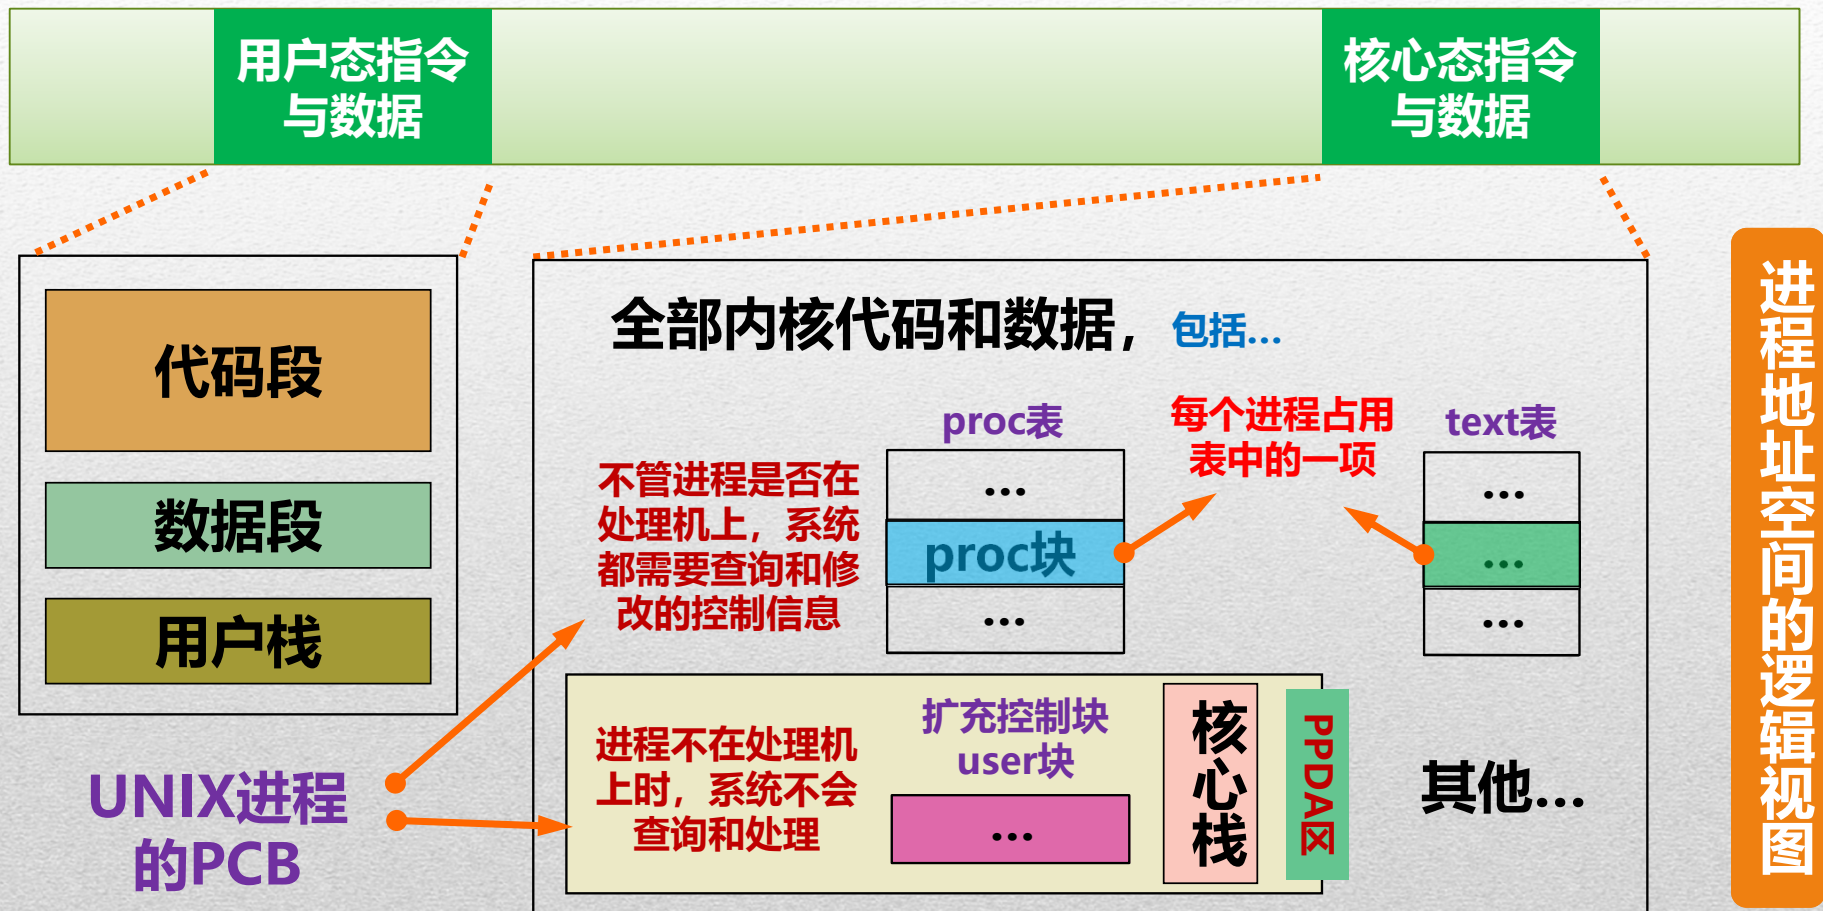 用户态指令
与数据
核心态指令
与数据
代码段
数据段
用户栈
UNIX进程
的PCB
全部内核代码和数据，包括...
proc表
每个进程占用
表中的一项
text表
不管进程是否在
处理机上，系统
都需要查询和修
改的控制信息
...
proc块
...
...
...
...
进程不在处理机
上时，系统不会
查询和处理
扩充控制块
user块
...
核心栈
PPDA区
其他...
进程地址空间的逻辑视图